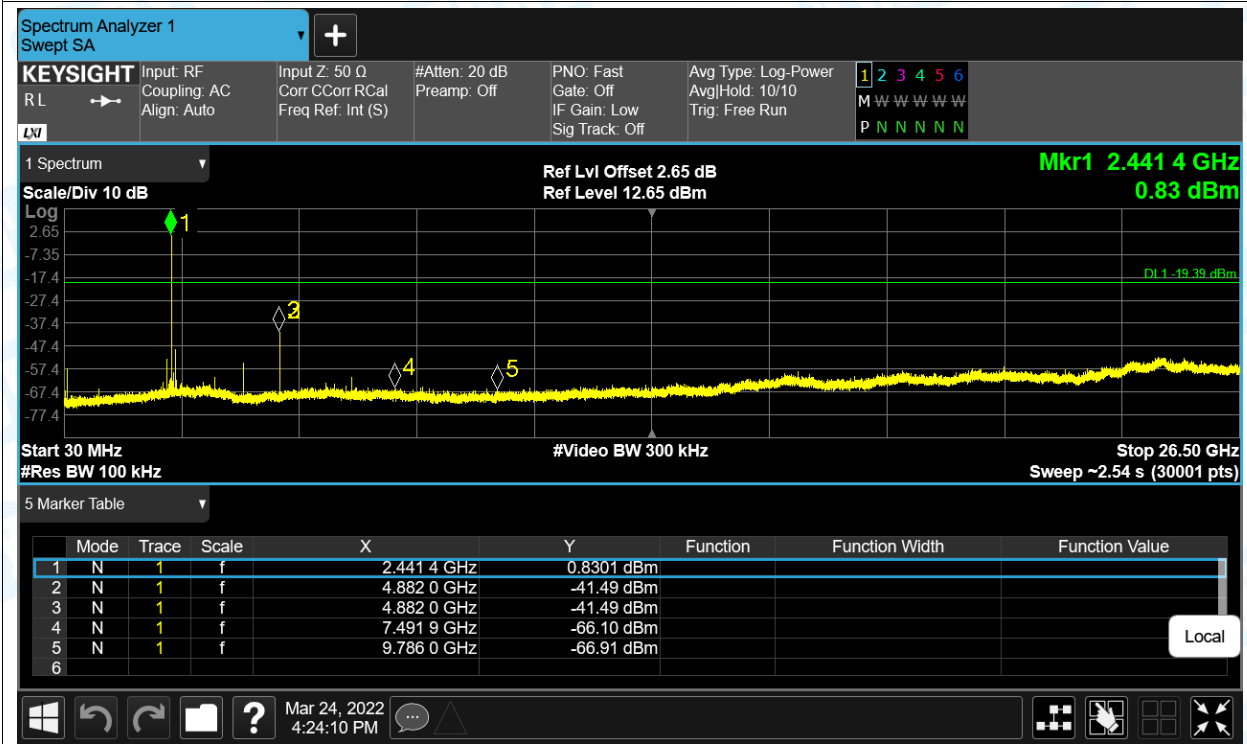 Spectrum Analyzer 1
Swept SA
+
KEYSIGHT
R L
LXI
Input: RF
Coupling: AC
Align: Auto
Input Z: 50 Ω
Corr CCorr RCal
Freq Ref: Int (S)
#Atten: 20 dB
Preamp: Off
PNO: Fast
Gate: Off
IF Gain: Low
Sig Track: Off
Avg Type: Log-Power
Avg|Hold: 10/10
Trig: Free Run
1 2 3 4 5 6
M W W W W W
P N N N N N
1 Spectrum
Scale/Div 10 dB
Ref Lvl Offset 2.65 dB
Ref Level 12.65 dBm
Mkr1 2.441 4 GHz
0.83 dBm
Log
2.65
-7.35
-17.4
-27.4
-37.4
-47.4
-57.4
-67.4
-77.4
1
3
4
5
DL1 -19.39 dBm
Start 30 MHz
#Video BW 300 kHz
Stop 26.50 GHz
#Res BW 100 kHz
Sweep ~2.54 s (30001 pts)
5 Marker Table
Mode Trace Scale X Y Function Function Width Function Value
1 N 1 f 2.441 4 GHz 0.8301 dBm
2 N 1 f 4.882 0 GHz -41.49 dBm
3 N 1 f 4.882 0 GHz -41.49 dBm
4 N 1 f 7.491 9 GHz -66.10 dBm
5 N 1 f 9.786 0 GHz -66.91 dBm
6
Local
?
Mar 24, 2022
4:24:10 PM